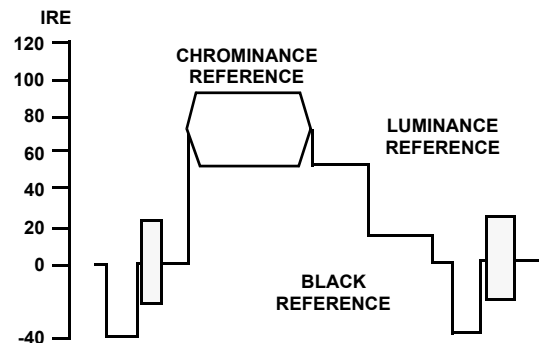 IRE
120
100
80
60
40
20
0
-40
CHROMINANCE
REFERENCE
LUMINANCE
REFERENCE
BLACK
REFERENCE